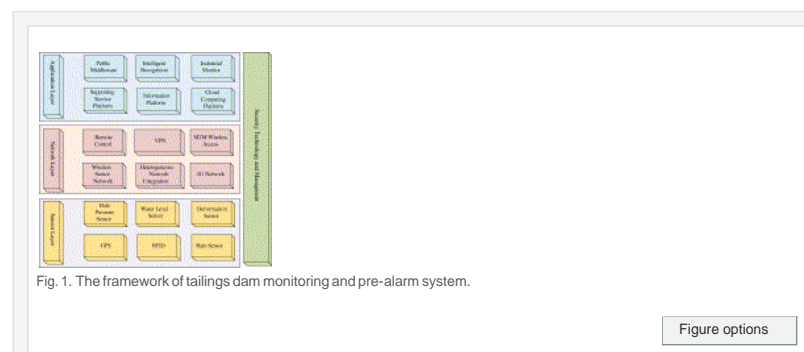 Application Layer
Public
Middleware
Intelligent
Recognition
Industrial
Monitor
Supporting
Service
Platform
Information
Platform
Cloud
Computing
Platform
Network Layer
Remote
Control
VPN
M2M Wireless
Access
Wireless
Sensor
Network
Heterogeneous
Network
Integration
3G Network
Sensor Layer
Hole
Pressure
Sensor
Water Level
Sensor
Deformation
Sensor
GPS
RFID
Rain Sensor
Security Technology and Management
Fig. 1. The framework of tailings dam monitoring and pre-alarm system.
Figure options